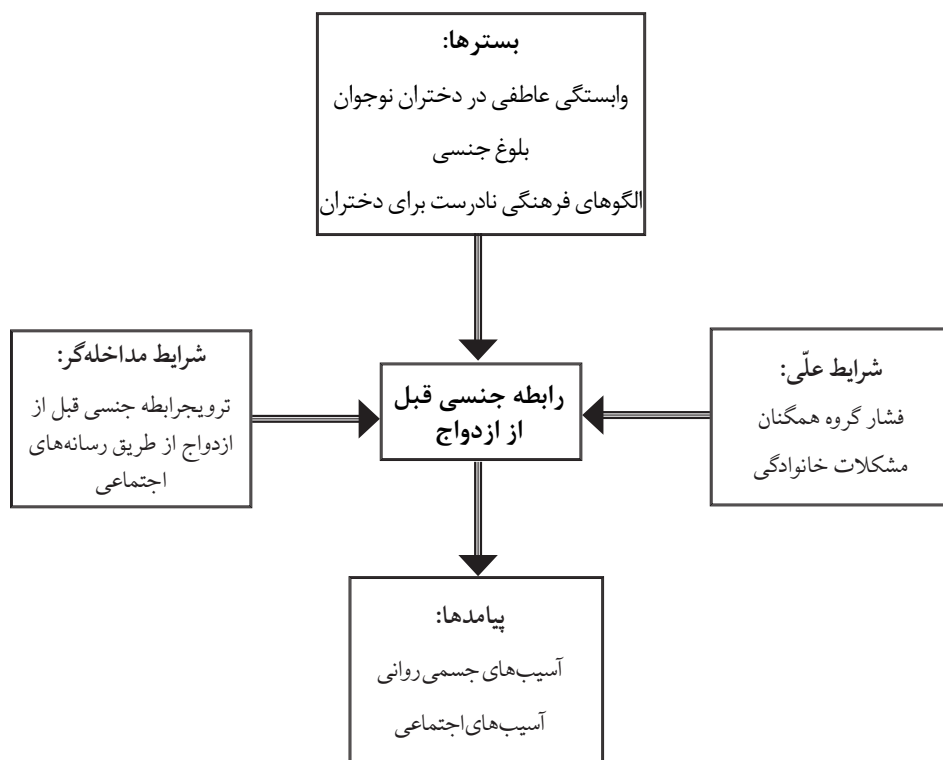 بسترها:
وابستگی عاطفی در دختران نوجوان
بلوغ جنسی
الگوهای فرهنگی نادرست برای دختران
شرایط علّی:
فشار گروه همگنان
مشکلات خانوادگی
رابطه جنسی قبل
از ازدواج
شرایط مداخله‌گر:
ترویجرابطه جنسی قبل از
ازدواج از طریق رسانه‌های
اجتماعی
پیامدها:
آسیب‌های جسمی روانی
آسیب‌های اجتماعی